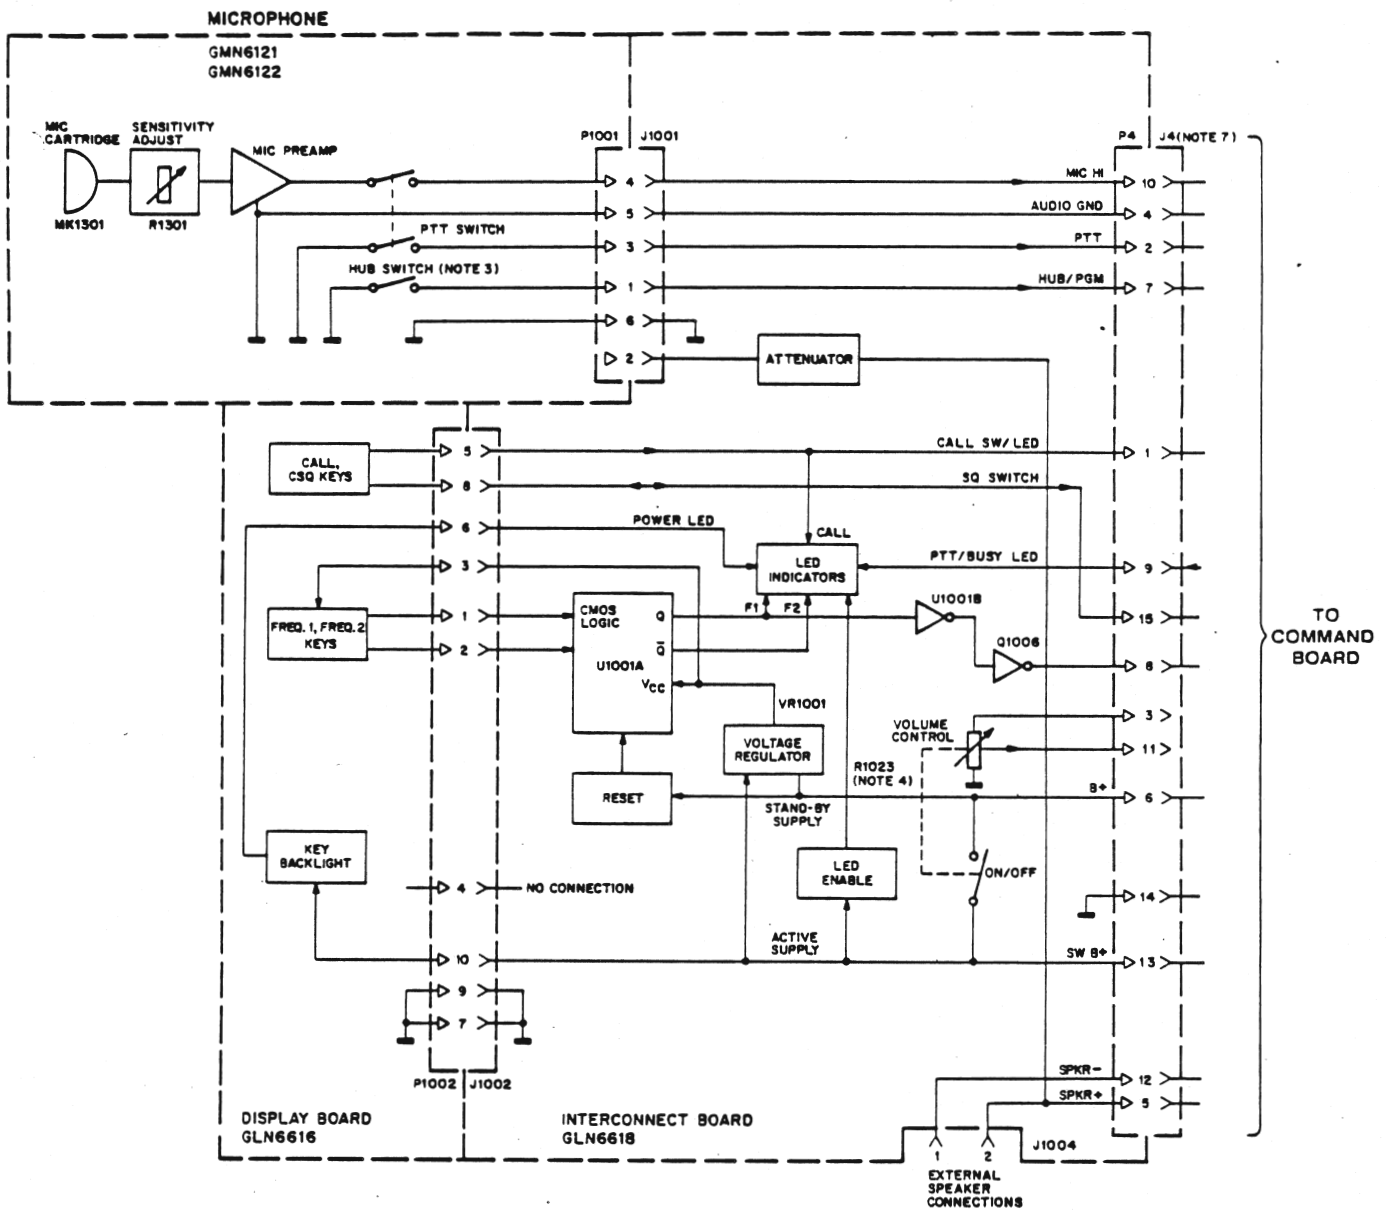 MICROPHONE
GMN6121
GMN6122
MIC
CARTRIDGE
SENSITIVITY
ADJUST
MIC PREAMP
P1001
J1001
P4
J4(NOTE 7)
MK1301
R1301
4
MIC HI
10
5
AUDIO GND
4
PTT SWITCH
3
PTT
2
HUB SWITCH (NOTE 3)
1
HUB/PGM
7
6
2
ATTENUATOR
CALL,
CSQ KEYS
5
CALL SW/LED
1
8
SQ SWITCH
6
POWER LED
CALL
3
LED
INDICATORS
PTT/BUSY LED
9
FREQ.1, FREQ.2
KEYS
1
2
CMOS
LOGIC
U1001A
Q
Q̅
VCC
F1
F2
U1001B
15
Q1006
8
TO
COMMAND
BOARD
VR1001
VOLTAGE
REGULATOR
VOLUME
CONTROL
3
11
R1023
(NOTE 4)
RESET
STAND-BY
SUPPLY
B+
6
KEY
BACKLIGHT
LED
ENABLE
ON/OFF
4
NO CONNECTION
14
10
ACTIVE
SUPPLY
SW B+
13
9
7
P1002
J1002
SPKR-
12
SPKR+
5
DISPLAY BOARD
GLN6616
INTERCONNECT BOARD
GLN6618
1
2
J1004
EXTERNAL
SPEAKER
CONNECTIONS